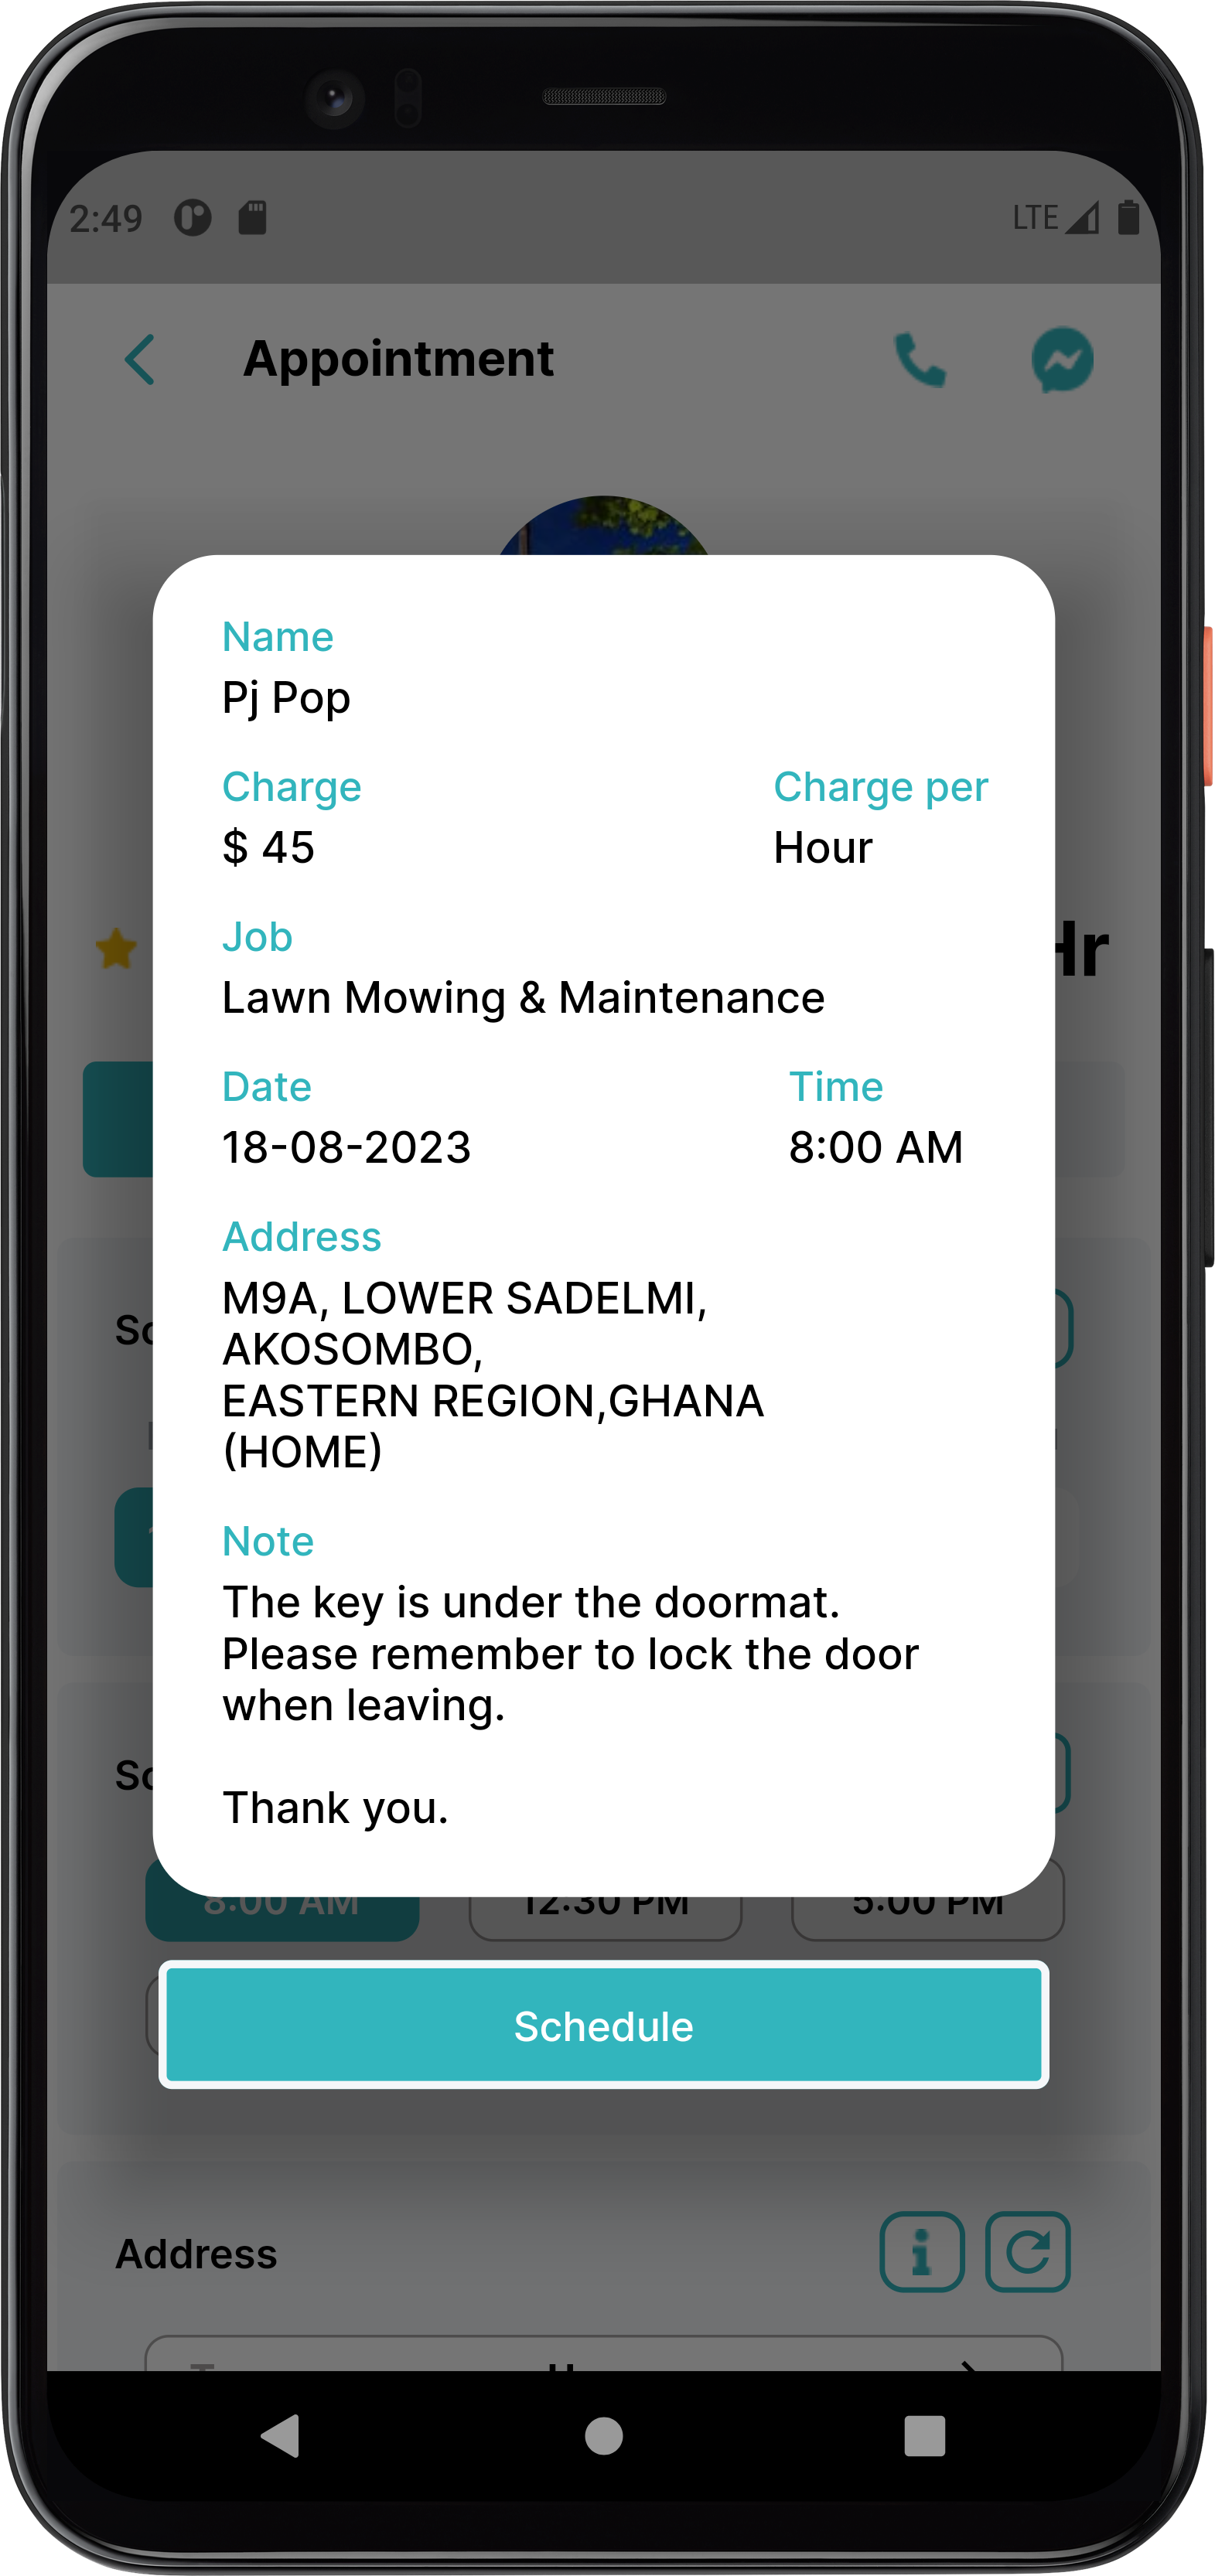 2:49
LTE
Appointment
Name
Pj Pop
Charge
Charge per
$ 45
Hour
Job
Lawn Mowing & Maintenance
Hr
Date
Time
18-08-2023
8:00 AM
Address
M9A, LOWER SADELMI,
AKOSOMBO,
EASTERN REGION,GHANA
(HOME)
Note
The key is under the doormat.
Please remember to lock the door
when leaving.
Thank you.
8:00 AM
12:30 PM
5:00 PM
Schedule
Address